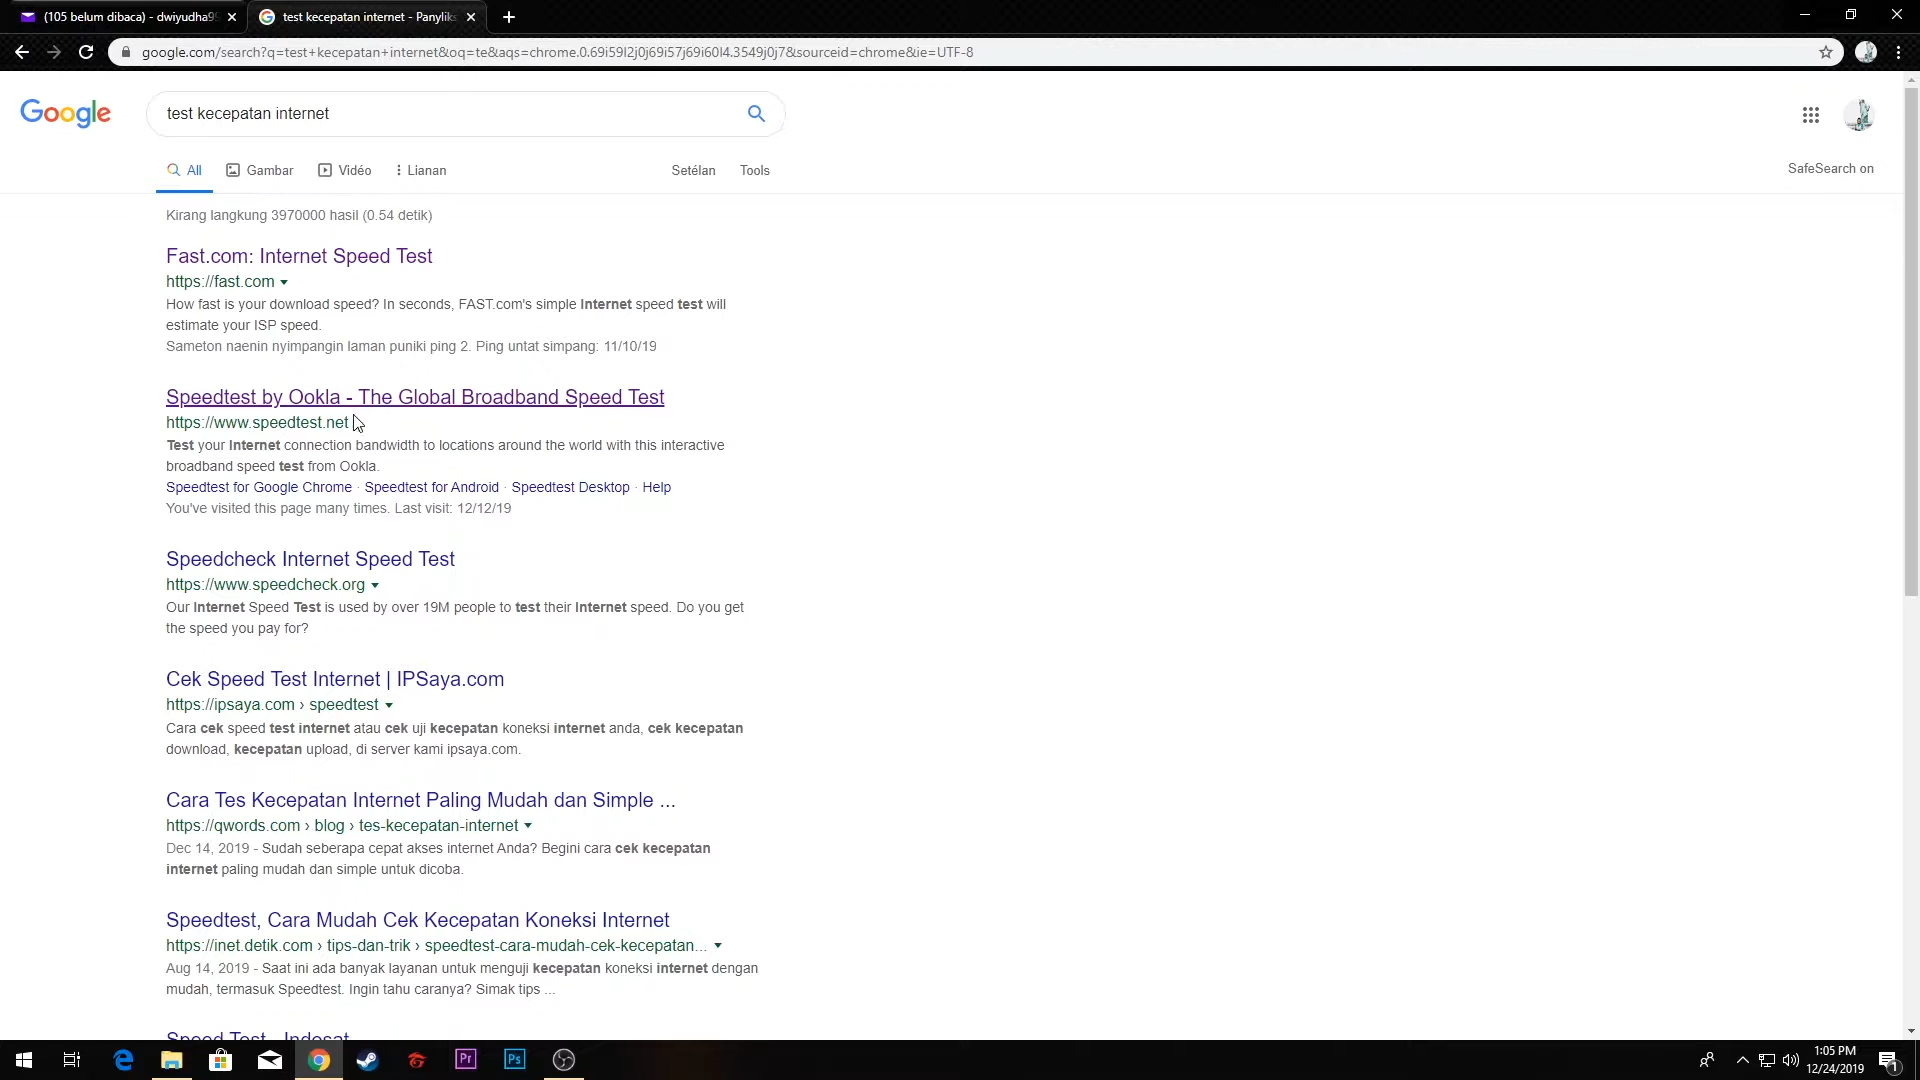 (105 belum dibaca) - dwiyudha99
test kecepatan internet - Panyliks
google.com/search?q=test+kecepatan+internet&oq=te&aqs=chrome.0.69i59l2j0j69i57j69i60l4.3549j0j7&sourceid=chrome&ie=UTF-8
Google
test kecepatan internet
All Gambar Vidéo Lianan Setélan Tools
SafeSearch on
Kirang langkung 3970000 hasil (0.54 detik)
Fast.com: Internet Speed Test
https://fast.com
How fast is your download speed? In seconds, FAST.com's simple Internet speed test will
estimate your ISP speed.
Sameton naenin nyimpangin laman puniki ping 2. Ping untat simpang: 11/10/19
Speedtest by Ookla - The Global Broadband Speed Test
https://www.speedtest.net
Test your Internet connection bandwidth to locations around the world with this interactive
broadband speed test from Ookla.
Speedtest for Google Chrome · Speedtest for Android · Speedtest Desktop · Help
You've visited this page many times. Last visit: 12/12/19
Speedcheck Internet Speed Test
https://www.speedcheck.org
Our Internet Speed Test is used by over 19M people to test their Internet speed. Do you get
the speed you pay for?
Cek Speed Test Internet | IPSaya.com
https://ipsaya.com › speedtest
Cara cek speed test internet atau cek uji kecepatan koneksi internet anda, cek kecepatan
download, kecepatan upload, di server kami ipsaya.com.
Cara Tes Kecepatan Internet Paling Mudah dan Simple ...
https://qwords.com › blog › tes-kecepatan-internet
Dec 14, 2019 - Sudah seberapa cepat akses internet Anda? Begini cara cek kecepatan
internet paling mudah dan simple untuk dicoba.
Speedtest, Cara Mudah Cek Kecepatan Koneksi Internet
https://inet.detik.com › tips-dan-trik › speedtest-cara-mudah-cek-kecepatan...
Aug 14, 2019 - Saat ini ada banyak layanan untuk menguji kecepatan koneksi internet dengan
mudah, termasuk Speedtest. Ingin tahu caranya? Simak tips ...
Speed Test - Indosat
Pr
Ps
1:05 PM
12/24/2019
1